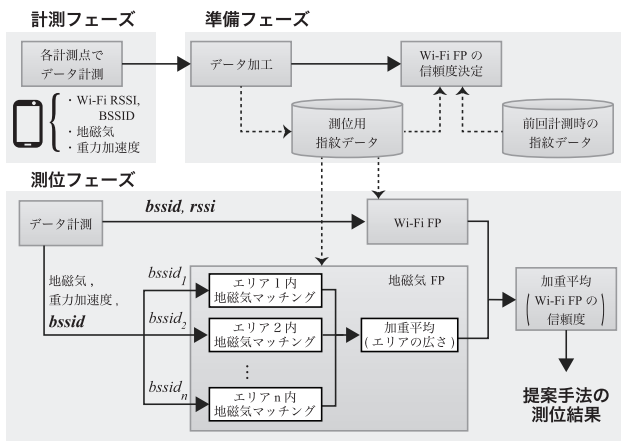 計測フェーズ
各計測点で
データ計測
・Wi-Fi RSSI,
BSSID
・地磁気
・重力加速度
準備フェーズ
データ加工
Wi-Fi FP の
信頼度決定
測位用
指紋データ
前回計測時の
指紋データ
測位フェーズ
データ計測
bssid, rssi
Wi-Fi FP
地磁気，
重力加速度，
bssid
bssid1
bssid2
bssidn
地磁気 FP
エリア 1 内
地磁気マッチング
エリア 2 内
地磁気マッチング
⋮
エリア n 内
地磁気マッチング
加重平均
(エリアの広さ)
加重平均
(Wi-Fi FP の
信頼度)
提案手法の
測位結果